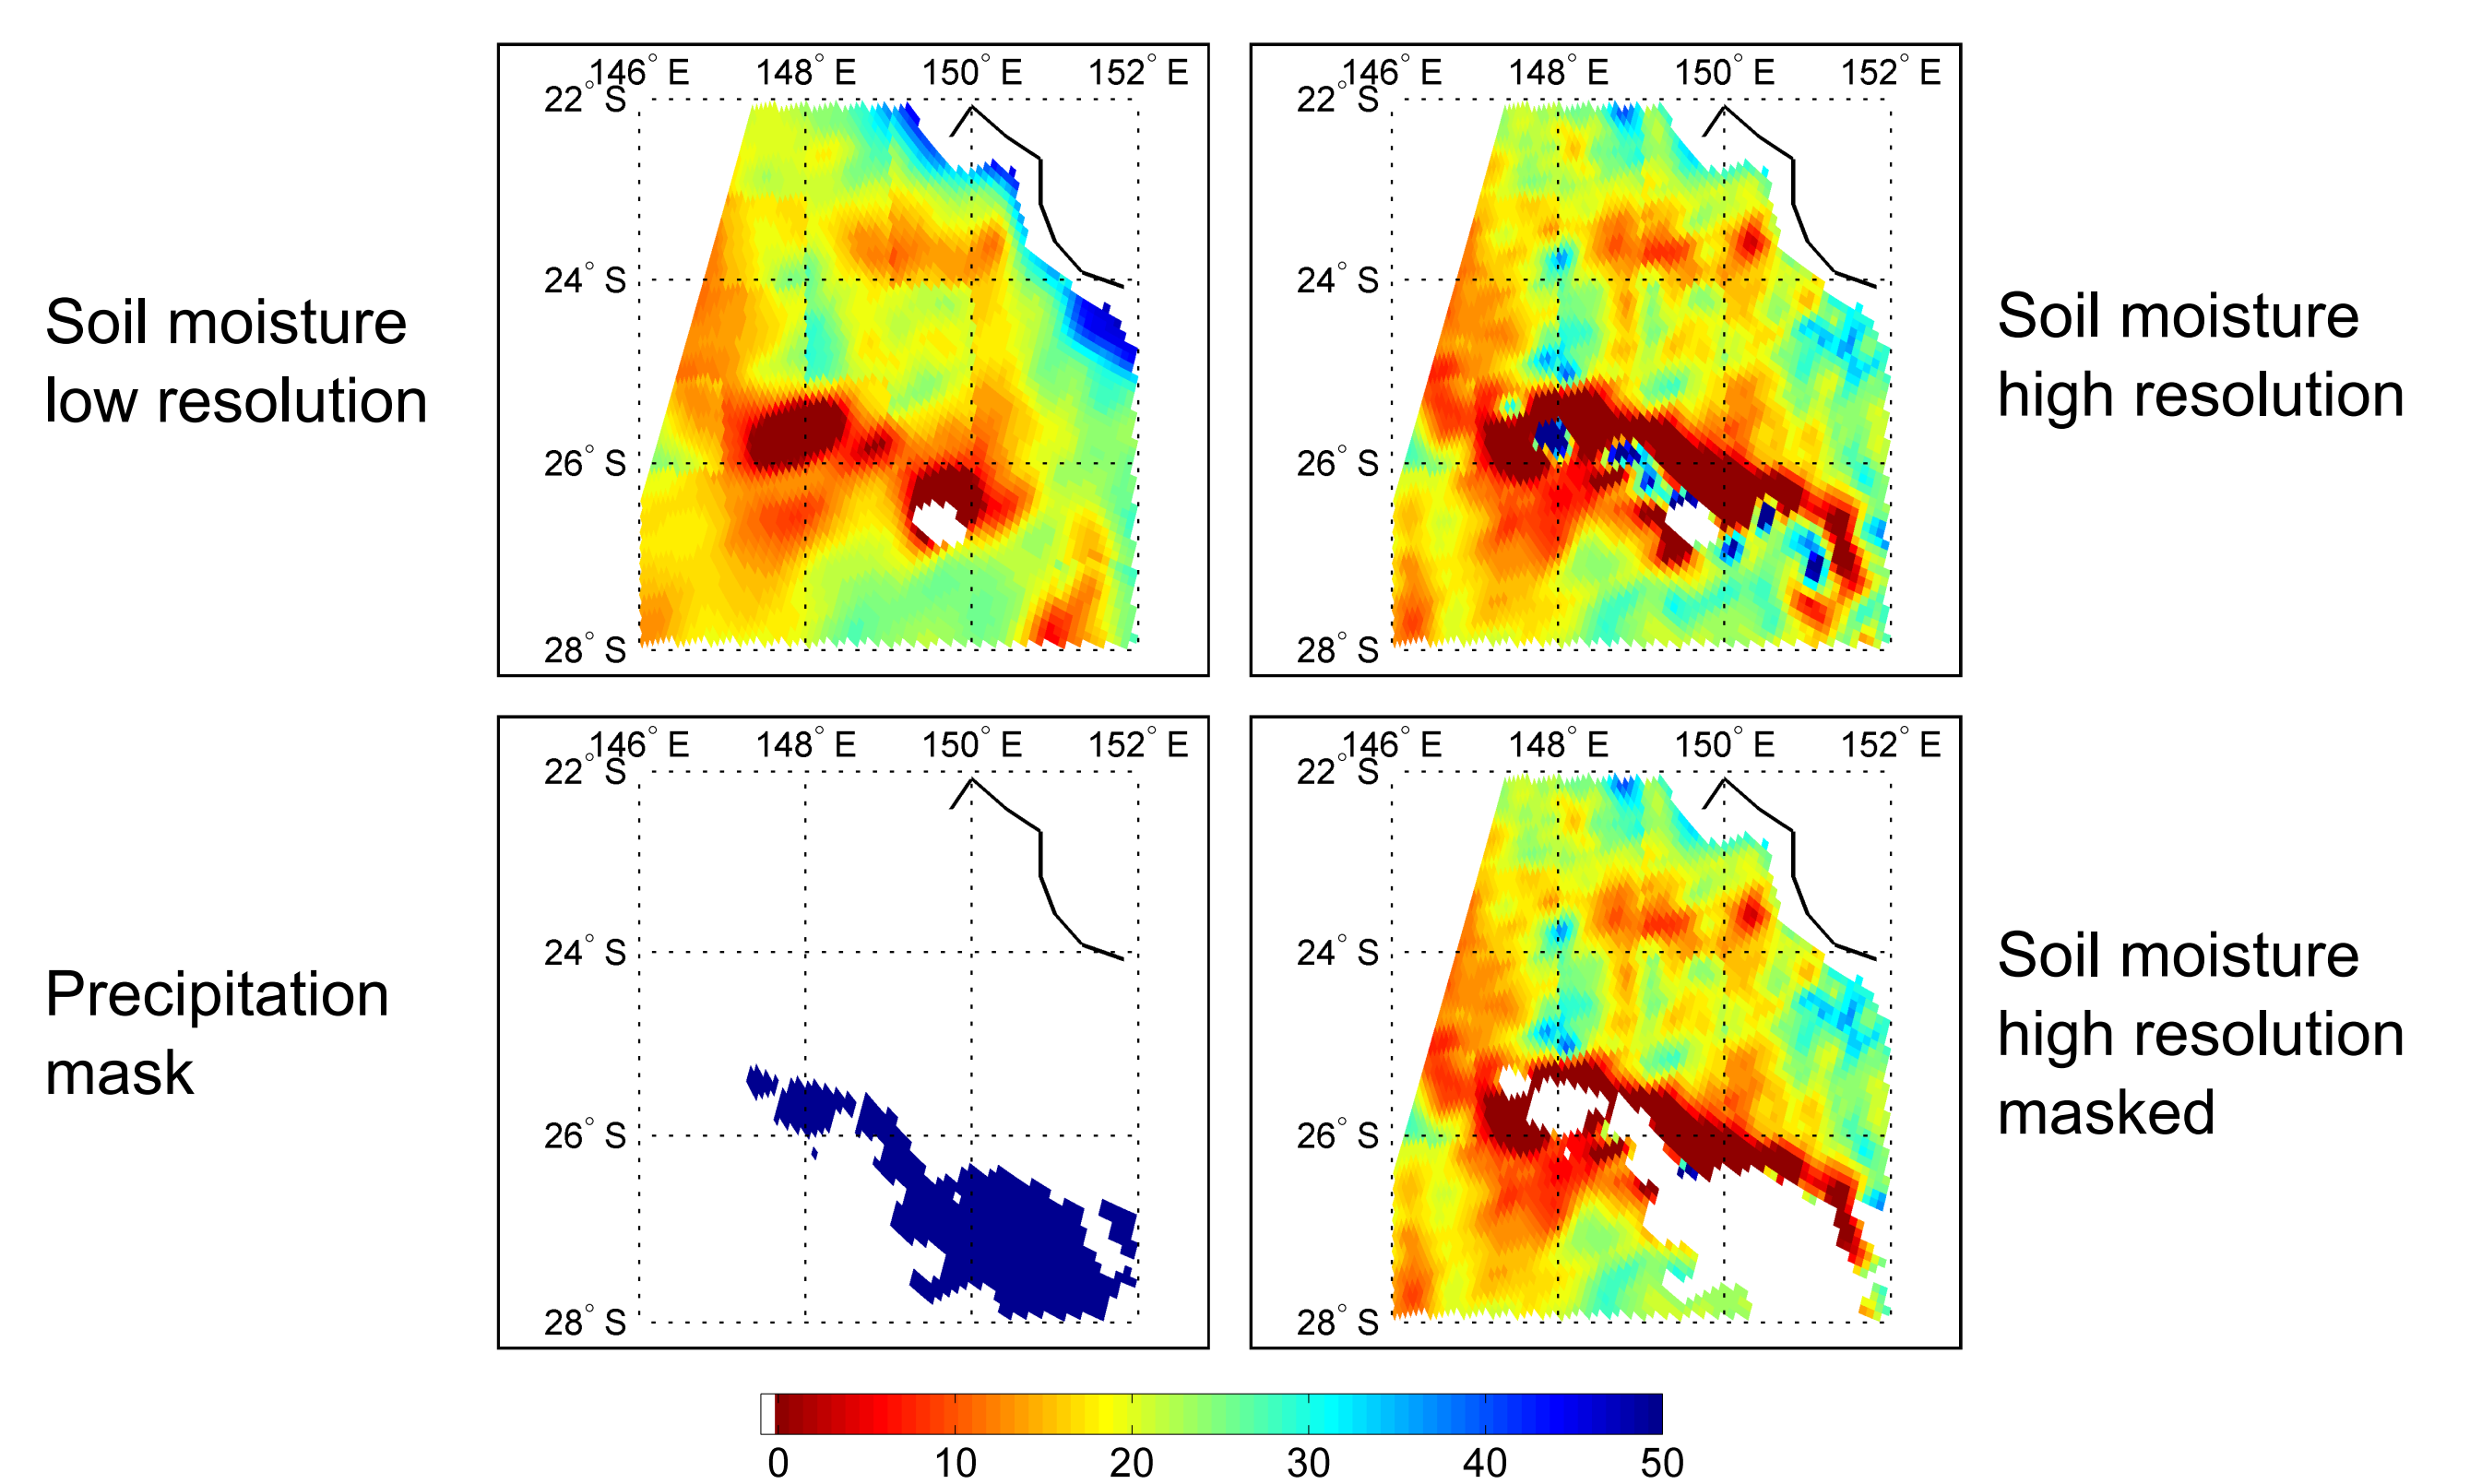 146° E 148° E 150° E 152° E
22° S
24° S
26° S
28° S
Soil moisture
low resolution
146° E 148° E 150° E 152° E
22° S
24° S
26° S
28° S
Soil moisture
high resolution
146° E 148° E 150° E 152° E
22° S
24° S
26° S
28° S
Precipitation
mask
146° E 148° E 150° E 152° E
22° S
24° S
26° S
28° S
Soil moisture
high resolution
masked
0 10 20 30 40 50